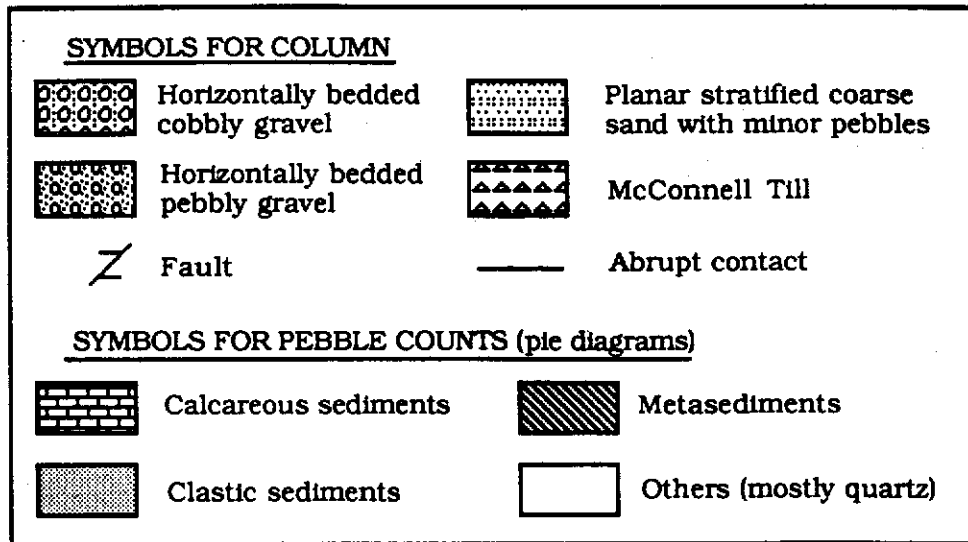 SYMBOLS FOR COLUMN
Horizontally bedded
cobbly gravel
Planar stratified coarse
sand with minor pebbles
Horizontally bedded
pebbly gravel
McConnell Till
Fault
Abrupt contact
SYMBOLS FOR PEBBLE COUNTS (pie diagrams)
Calcareous sediments
Metasediments
Clastic sediments
Others (mostly quartz)